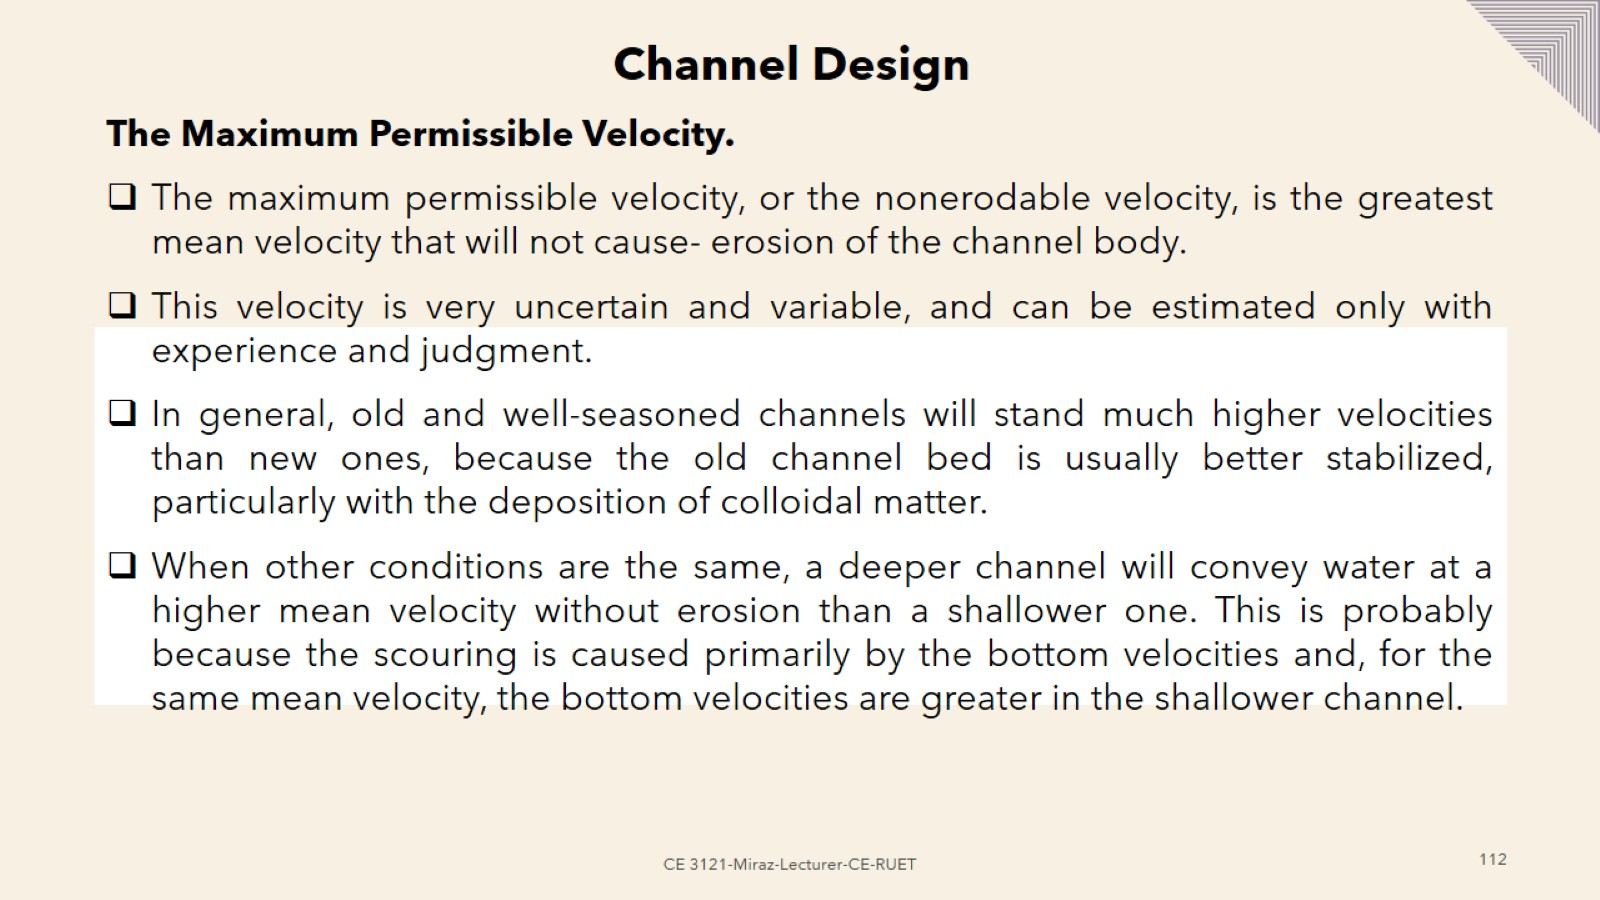 Channel Design
The Maximum Permissible Velocity.
❑ The maximum permissible velocity, or the nonerodable velocity, is the greatest
mean velocity that will not cause- erosion of the channel body.
❑ This velocity is very uncertain and variable, and can be estimated only with
experience and judgment.
❑ In general, old and well-seasoned channels will stand much higher velocities
than new ones, because the old channel bed is usually better stabilized,
particularly with the deposition of colloidal matter.
❑ When other conditions are the same, a deeper channel will convey water at a
higher mean velocity without erosion than a shallower one. This is probably
because the scouring is caused primarily by the bottom velocities and, for the
same mean velocity, the bottom velocities are greater in the shallower channel.
CE 3121-Miraz-Lecturer-CE-RUET
112